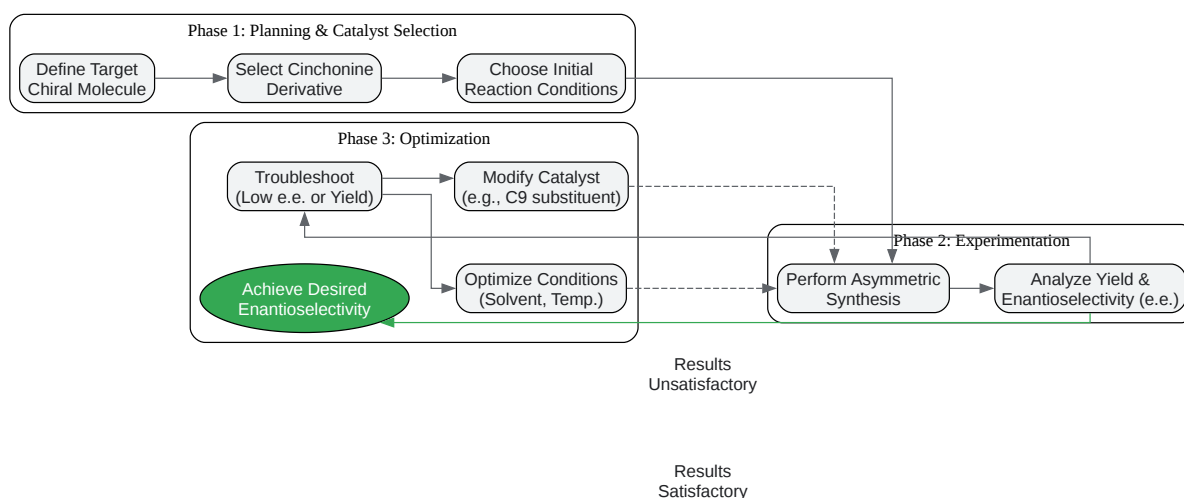 Phase 1: Planning & Catalyst Selection
Define Target
Chiral Molecule
Select Cinchonine
Derivative
Choose Initial
Reaction Conditions
Phase 3: Optimization
Troubleshoot
(Low e.e. or Yield)
Modify Catalyst
(e.g., C9 substituent)
Phase 2: Experimentation
Achieve Desired
Enantioselectivity
Optimize Conditions
(Solvent, Temp.)
Perform Asymmetric
Synthesis
Analyze Yield &
Enantioselectivity (e.e.)
Results
Unsatisfactory
Results
Satisfactory